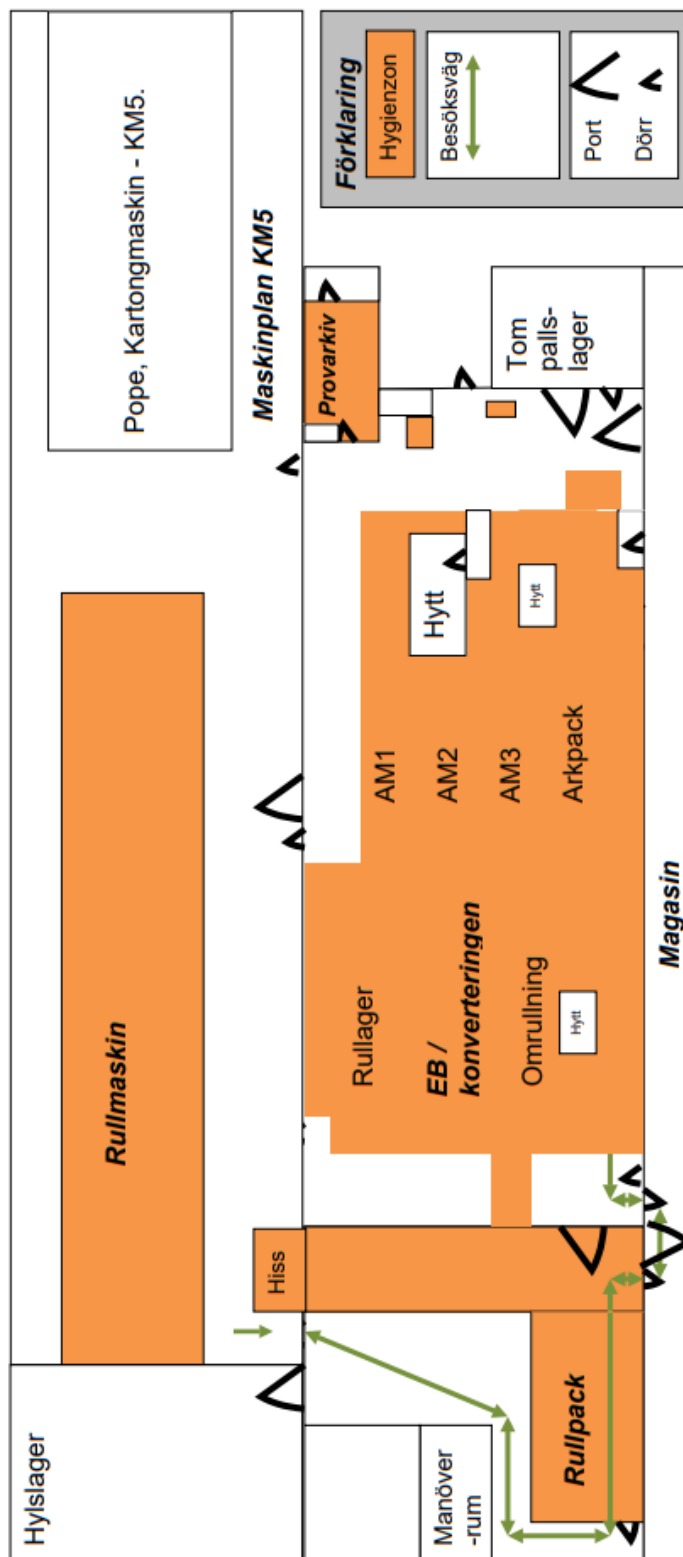 Hylslager
Pope, Kartongmaskin - KM5.
Rullmaskin
Maskinplan KM5
Hiss
Provarkiv
Rullager
EB /
konverteringen
Omrullning
Hytt
AM1
AM2
AM3
Arkpack
Hytt
Hytt
Tom
palls-
lager
Manöver
-rum
Rullpack
Magasin
Förklaring
Hygienzon
Besöksväg
Port
Dörr